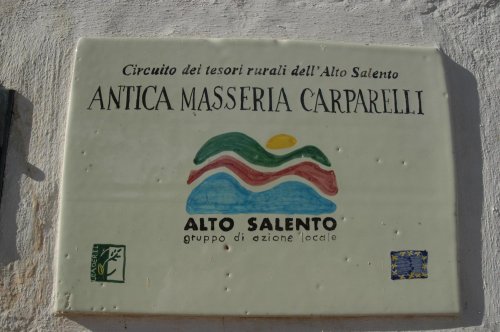 Circuito dei tesori rurali dell'Alto Salento
ANTICA MASSERIA CARPARELLI
ALTO SALENTO
gruppo di azione locale